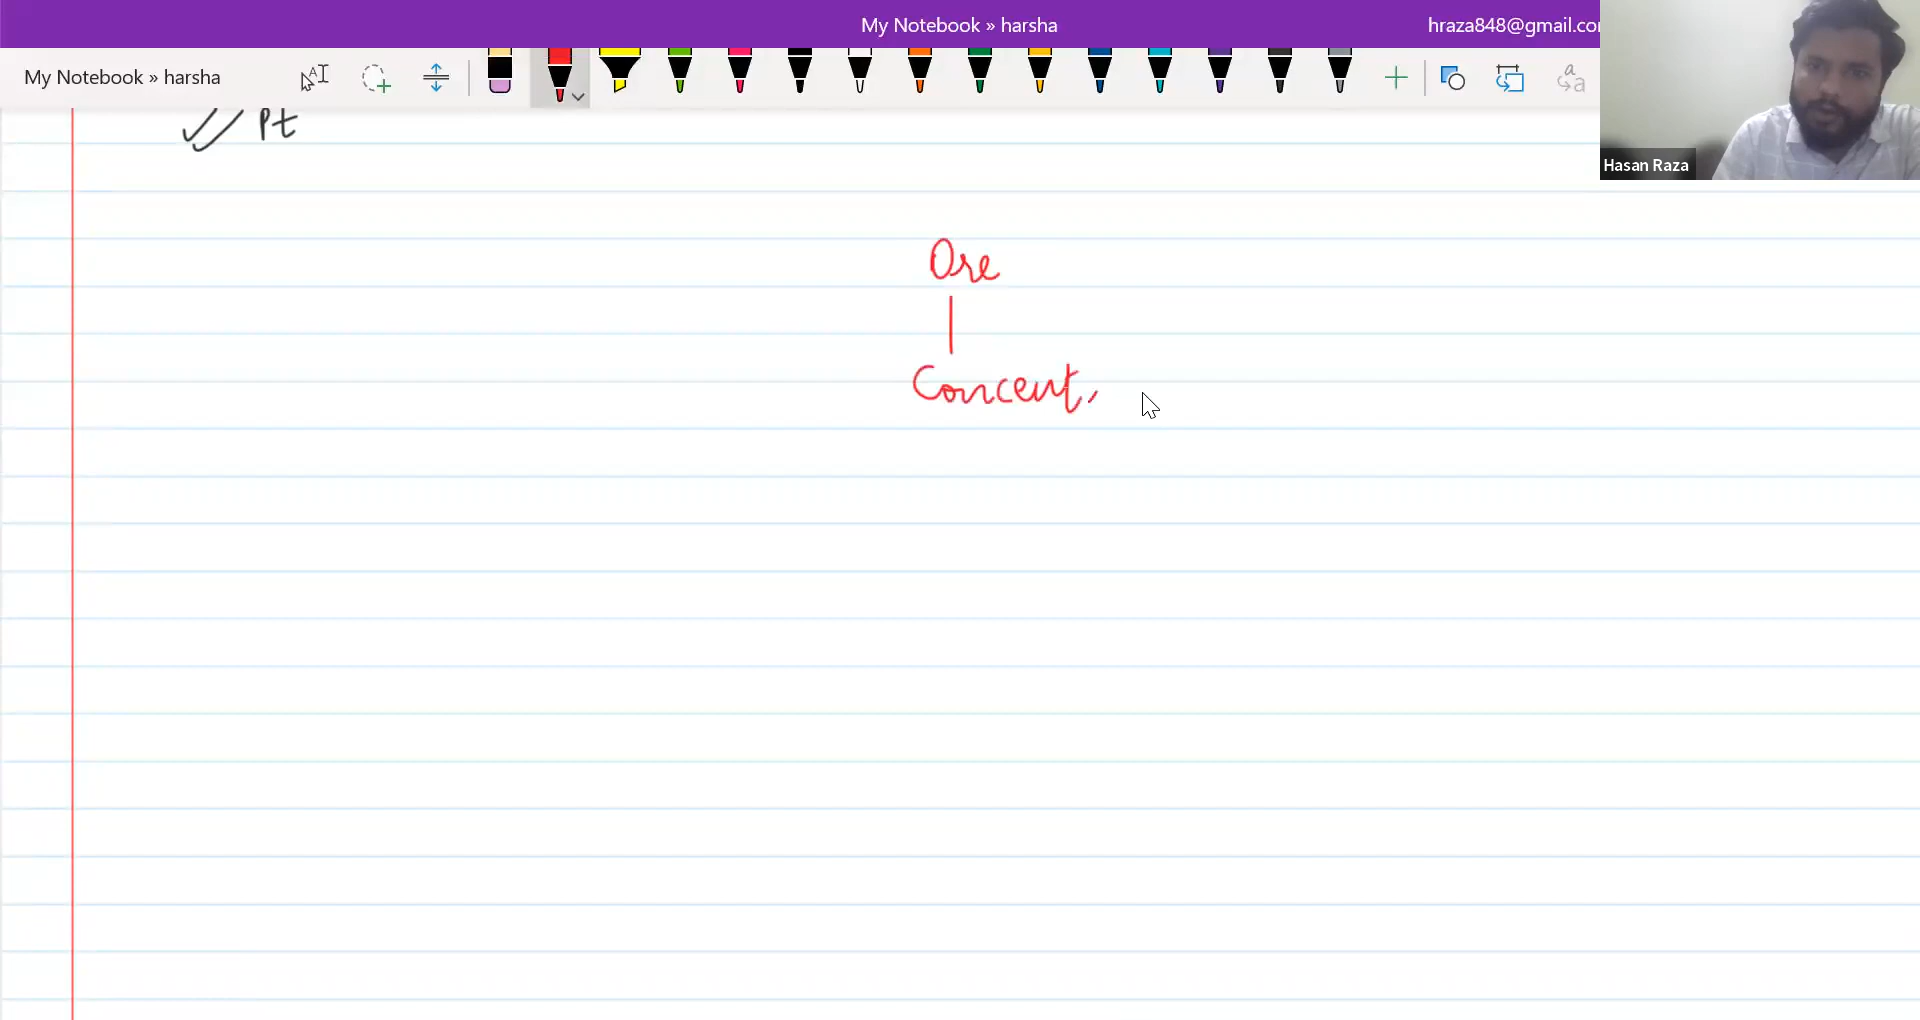 My Notebook » harsha
hraza848@gmail.co
My Notebook » harsha
Hasan Raza
Pt
Ore
Concent